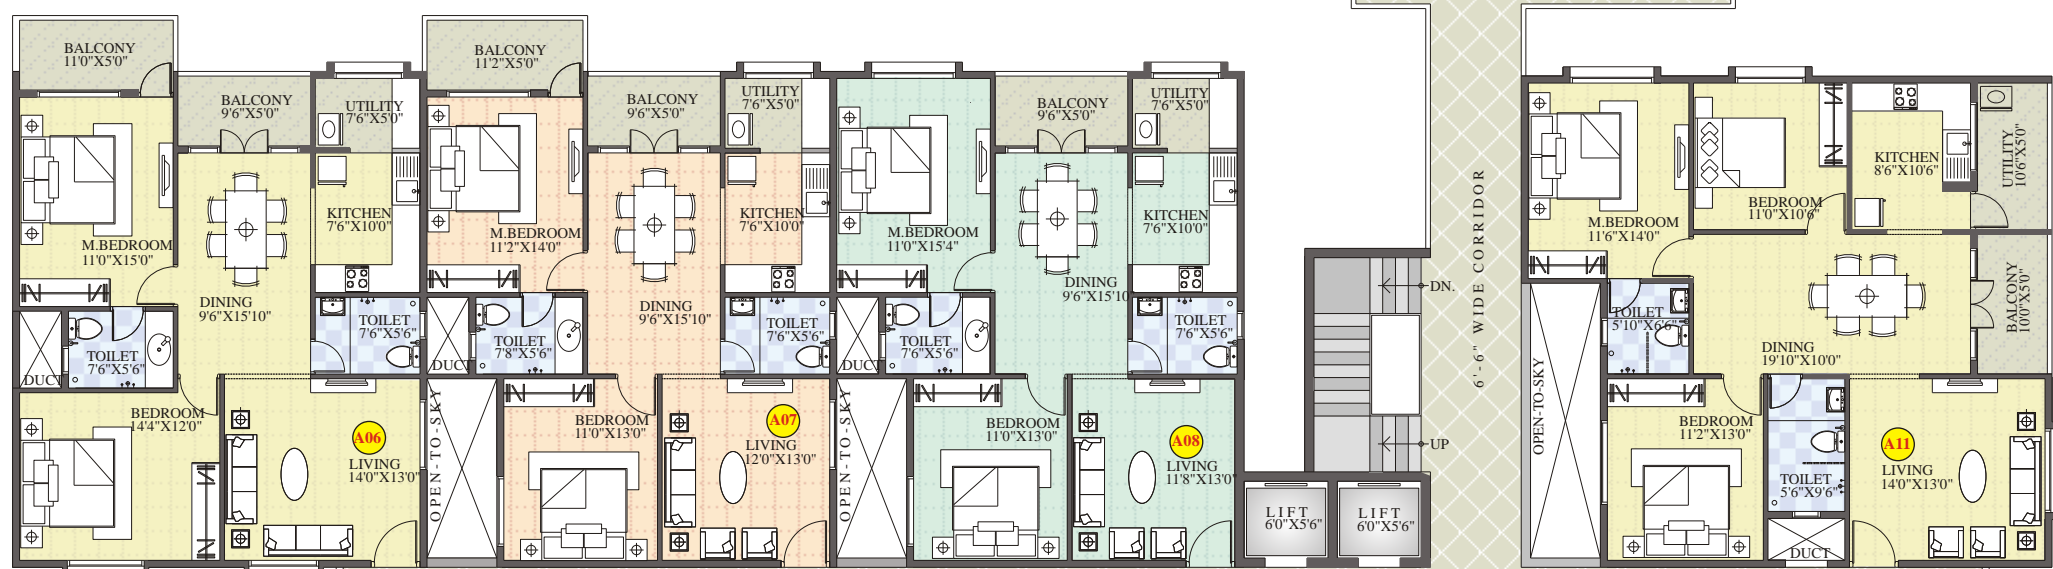 BALCONY
11'0"X5'0"
BALCONY
9'6"X5'0"
UTILITY
7'6"X5'0"
M.BEDROOM
11'0"X15'0"
KITCHEN
7'6"X10'0"
DINING
9'6"X15'10"
TOILET
7'6"X5'6"
TOILET
7'6"X5'6"
DUCT
BEDROOM
14'4"X12'0"
A06
LIVING
14'0"X13'0"
BALCONY
11'2"X5'0"
BALCONY
9'6"X5'0"
UTILITY
7'6"X5'0"
M.BEDROOM
11'2"X14'0"
KITCHEN
7'6"X10'0"
DINING
9'6"X15'10"
TOILET
7'8"X5'6"
TOILET
7'6"X5'6"
DUCT
OPEN-TO-SKY
BEDROOM
11'0"X13'0"
A07
LIVING
12'0"X13'0"
BALCONY
9'6"X5'0"
UTILITY
7'6"X5'0"
M.BEDROOM
11'0"X15'4"
KITCHEN
7'6"X10'0"
DINING
9'6"X15'10
TOILET
7'6"X5'6"
TOILET
7'6"X5'6"
DUCT
OPEN-TO-SKY
BEDROOM
11'0"X13'0"
A08
LIVING
11'8"X13'0"
DN.
UP
LIFT
6'0"X5'6"
LIFT
6'0"X5'6"
6'-6" WIDE CORRIDOR
M.BEDROOM
11'6"X14'0"
BEDROOM
11'0"X10'6"
KITCHEN
8'6"X10'6"
UTILITY
10'6"X5'0"
TOILET
5'10"X6'6"
DINING
19'10"X10'0"
BALCONY
10'0"X5'0"
OPEN-TO-SKY
BEDROOM
11'2"X13'0"
TOILET
5'6"X9'6"
DUCT
A11
LIVING
14'0"X13'0"